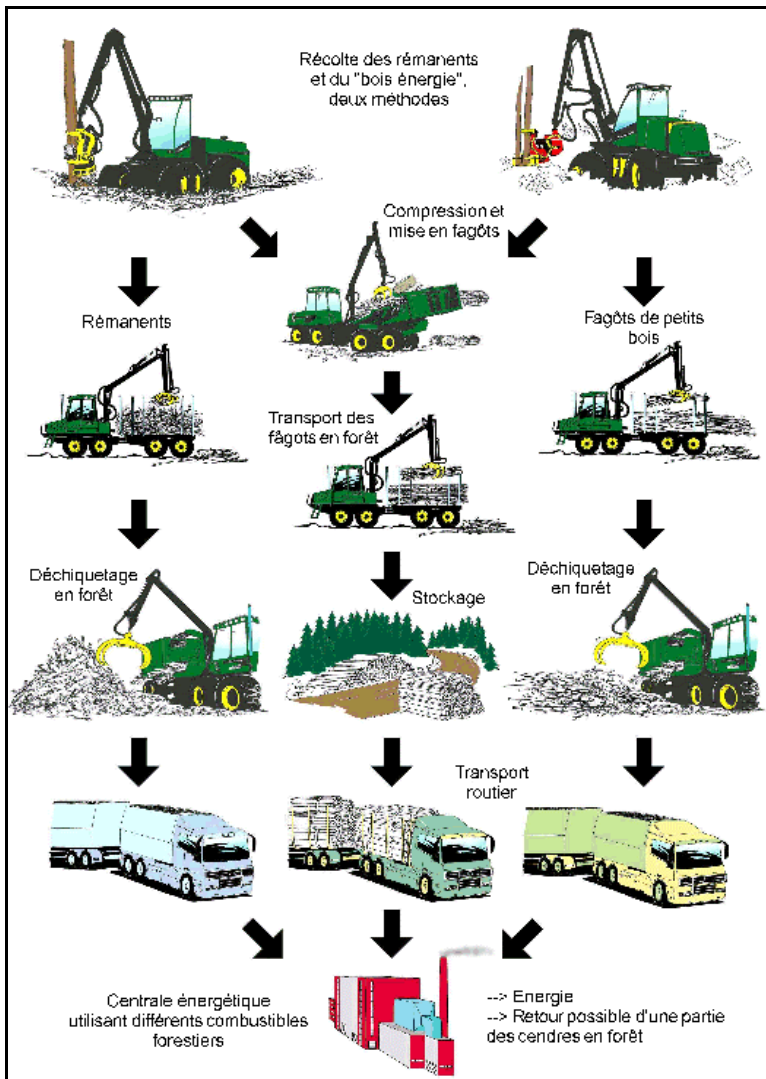 Récolte des rémanents
et du "bois énergie",
deux méthodes
Compression et
mise en fagôts
Rémanents
Fagôts de petits
bois
Transport des
fâgots en forêt
Déchiquetage
en forêt
Stockage
Déchiquetage
en forêt
Transport
routier
Centrale énergétique
utilisant différents combustibles
forestiers
--> Energie
--> Retour possible d'une partie
des cendres en forêt